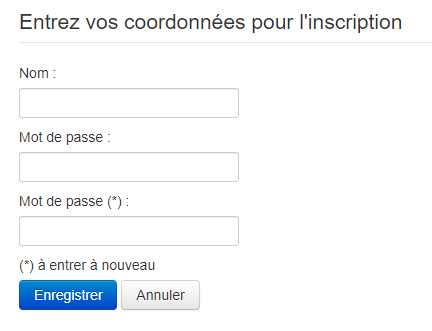 Entrez vos coordonnées pour l'inscription
Nom :
Mot de passe :
Mot de passe (*) :
(*) à entrer à nouveau
Enregistrer Annuler